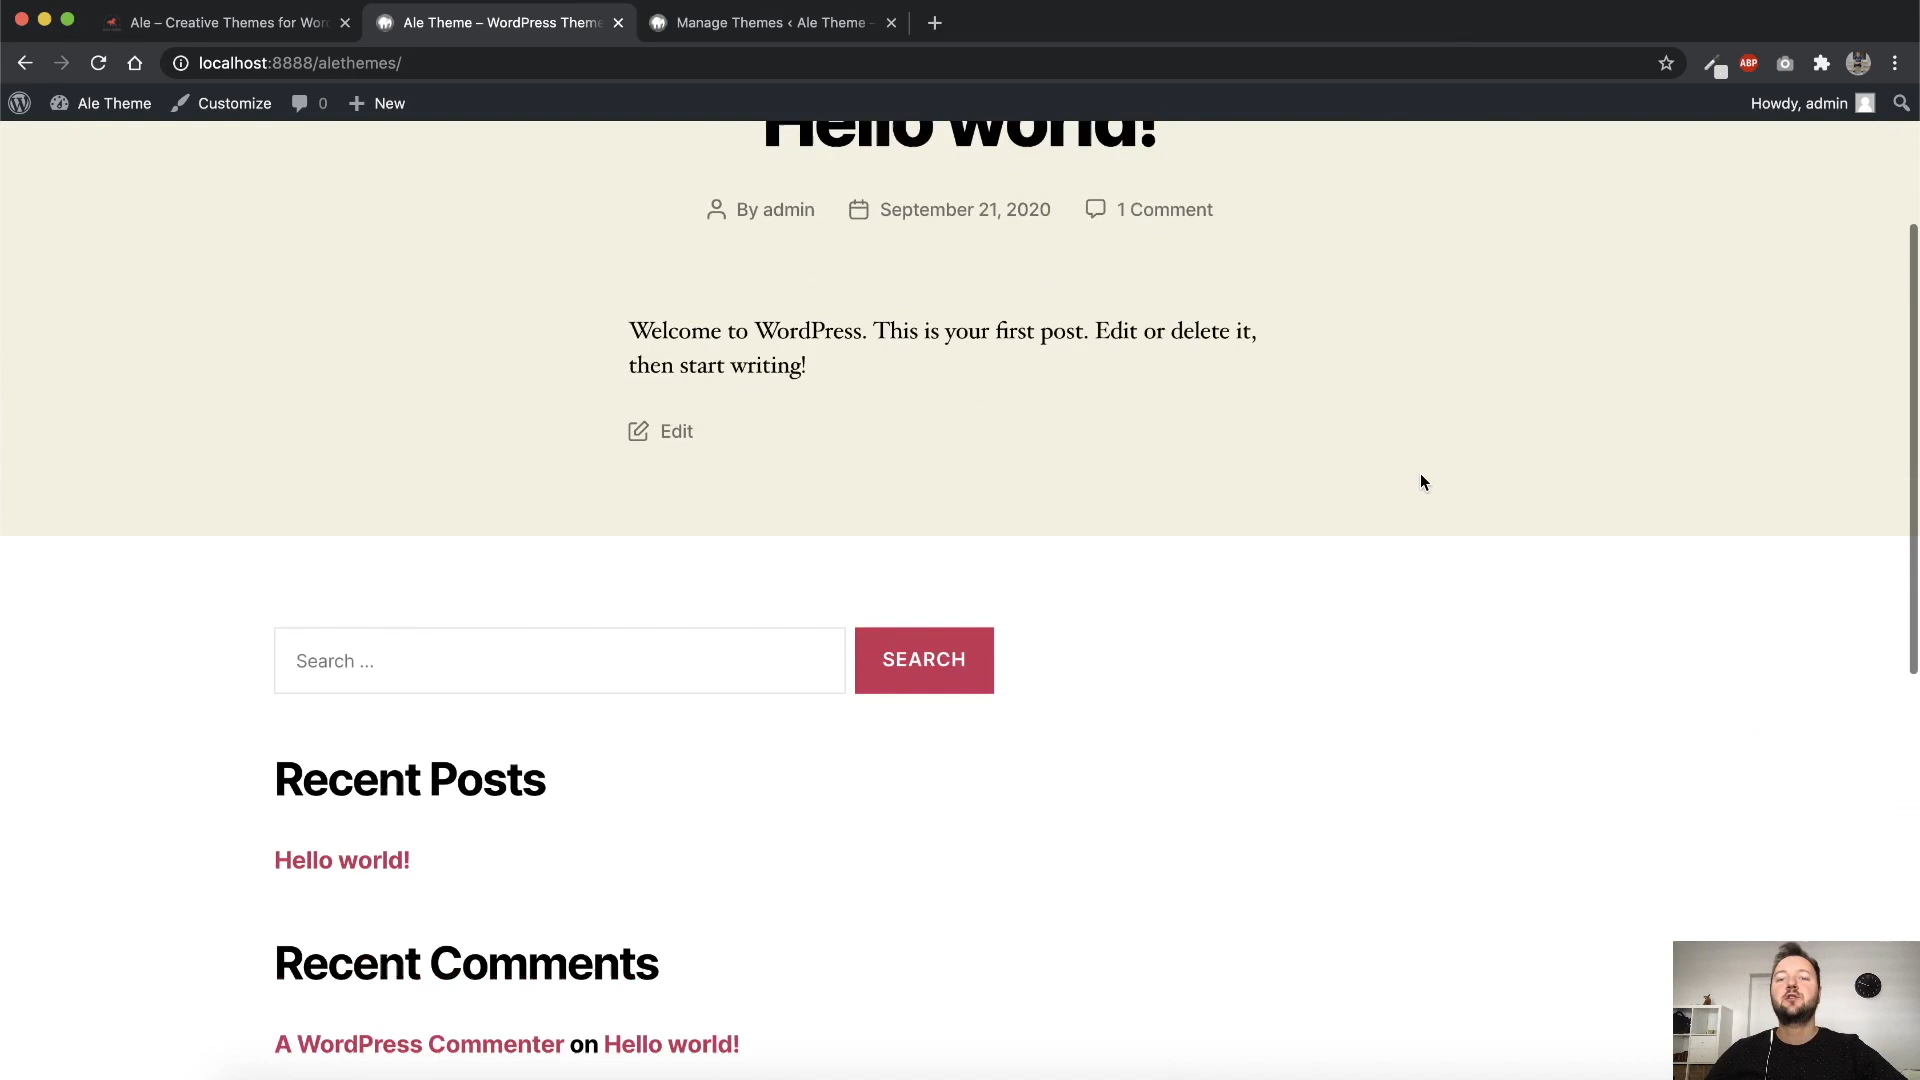 Ale – Creative Themes for Wor
Ale Theme – WordPress Theme
Manage Themes ‹ Ale Theme –
localhost:8888/alethemes/
ABP
Ale Theme
Customize
0
New
Howdy, admin
Hello world!
By admin
September 21, 2020
1 Comment
Welcome to WordPress. This is your first post. Edit or delete it,
then start writing!
Edit
Search …
SEARCH
Recent Posts
Hello world!
Recent Comments
A WordPress Commenter on Hello world!